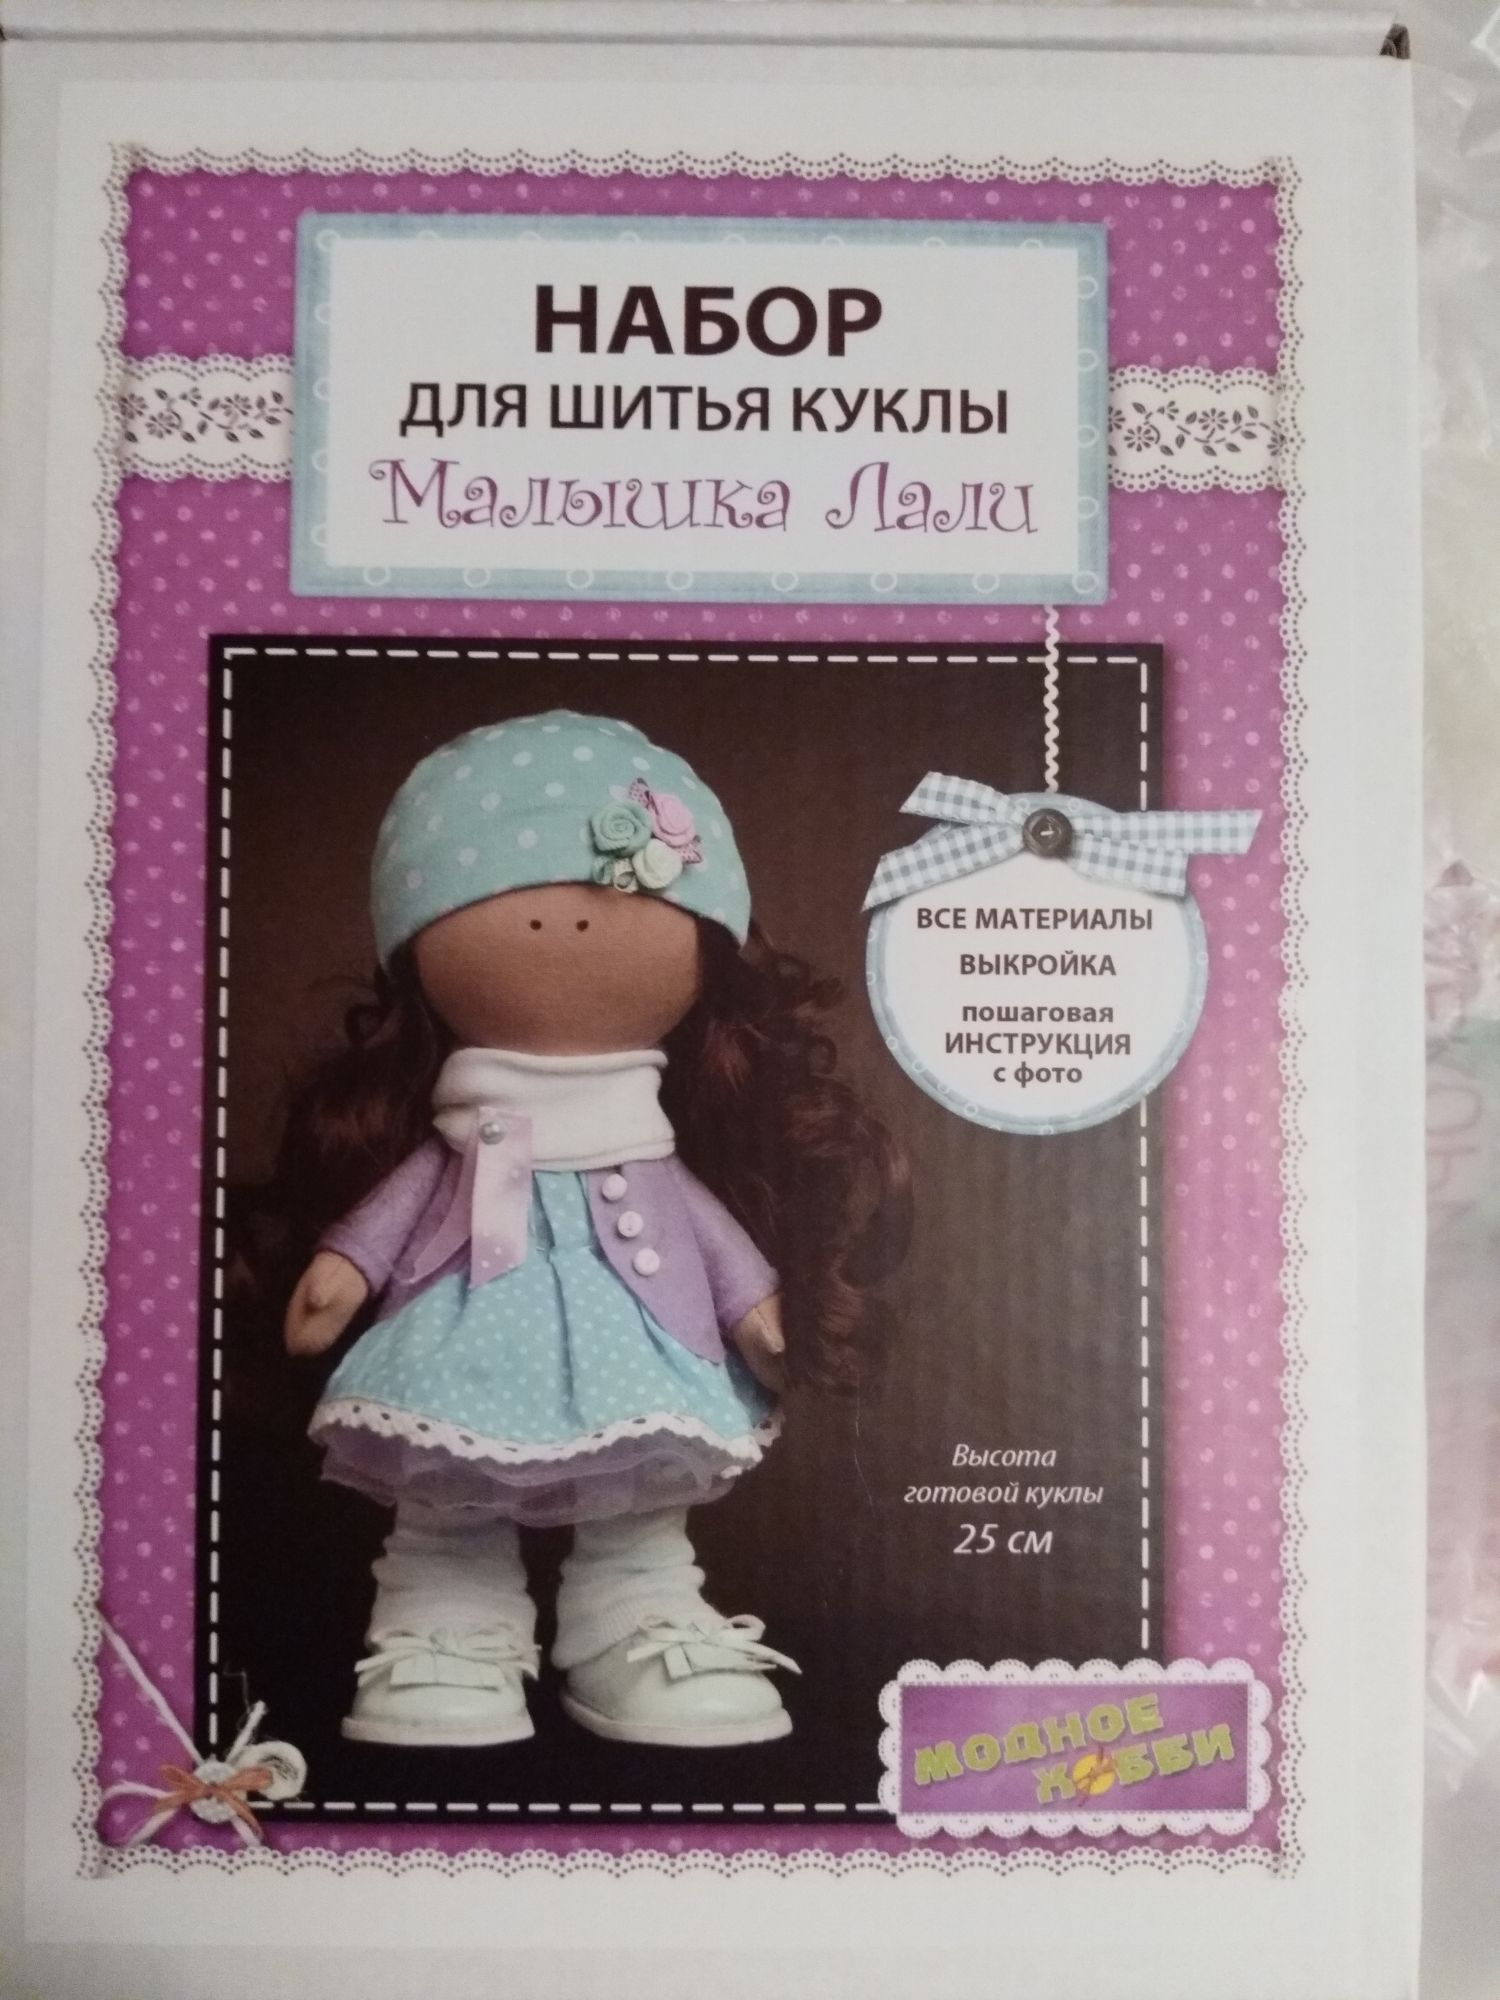 НАБОР
ДЛЯ ШИТЬЯ КУКЛЫ
Малышка Лали
ВСЕ МАТЕРИАЛЫ
ВЫКРОЙКА
пошаговая
ИНСТРУКЦИЯ
с фото
Высота
готовой куклы
25 см
МОДНОЕ
ХОББИ